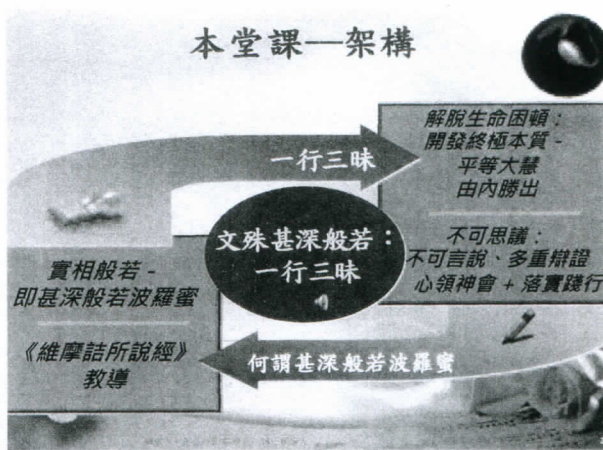 本堂課—架構
一行三昧
解脫生命困頓：
開發終極本質-
平等大慧
由內勝出
不可思議：
不可言說、多重辯證
心領神會+落實踐行
文殊甚深般若：
一行三昧
實相般若-
即甚深般若波羅蜜
《維摩詰所說經》
教導
何謂甚深般若波羅蜜